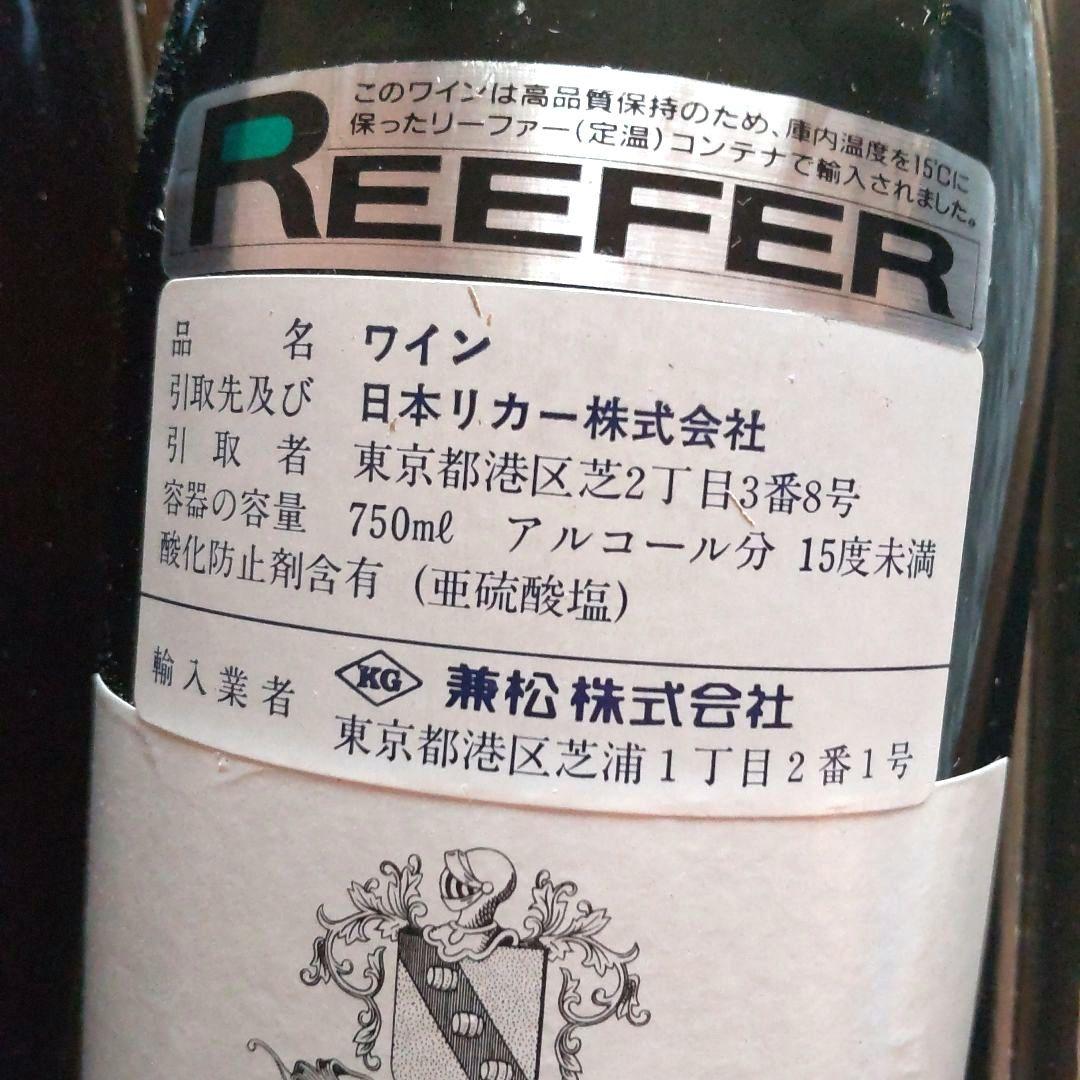 このワインは高品質保持のため、庫内温度を15℃に
保ったリーファー(定温)コンテナで輸入されました。
REEFER
品名 ワイン
引取先及び 日本リカー株式会社
引取者 東京都港区芝2丁目3番8号
容器の容量 750mℓ アルコール分 15度未満
酸化防止剤含有 (亜硫酸塩)
輸入業者 KG 兼松株式会社
東京都港区芝浦1丁目2番1号